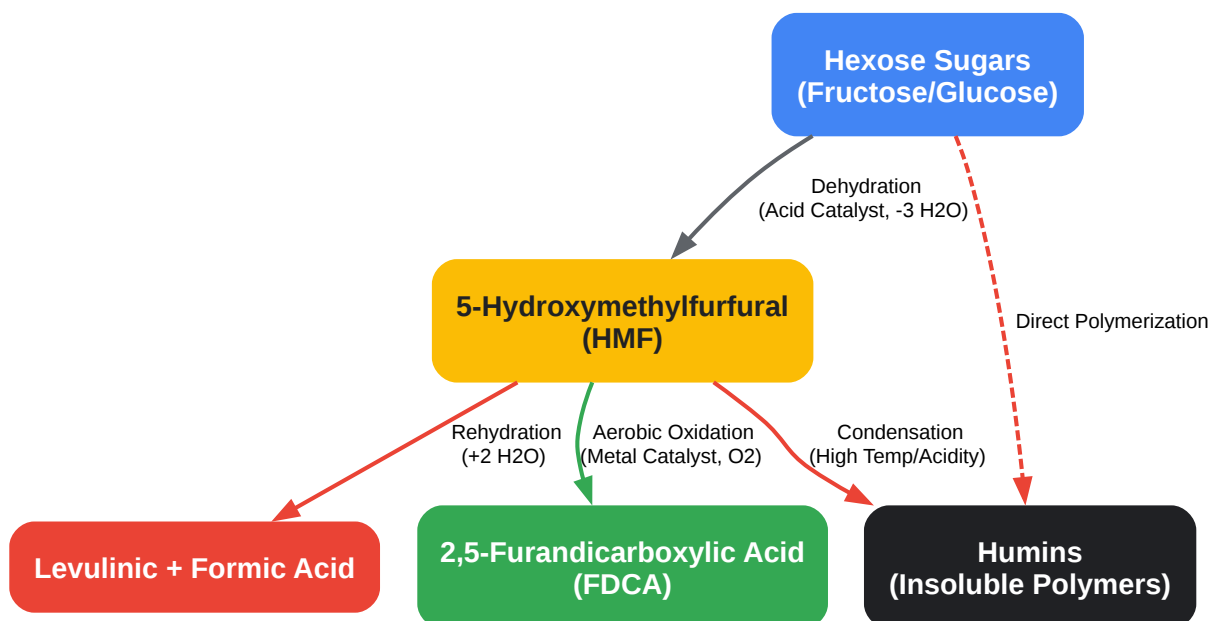 Hexose Sugars
(Fructose/Glucose)
Dehydration
(Acid Catalyst, -3 H2O)
5-Hydroxymethylfurfural
(HMF)
Direct Polymerization
Rehydration
(+2 H2O)
Aerobic Oxidation
(Metal Catalyst, O2)
Condensation
(High Temp/Acidity)
Levulinic + Formic Acid
2,5-Furandicarboxylic Acid
(FDCA)
Humins
(Insoluble Polymers)